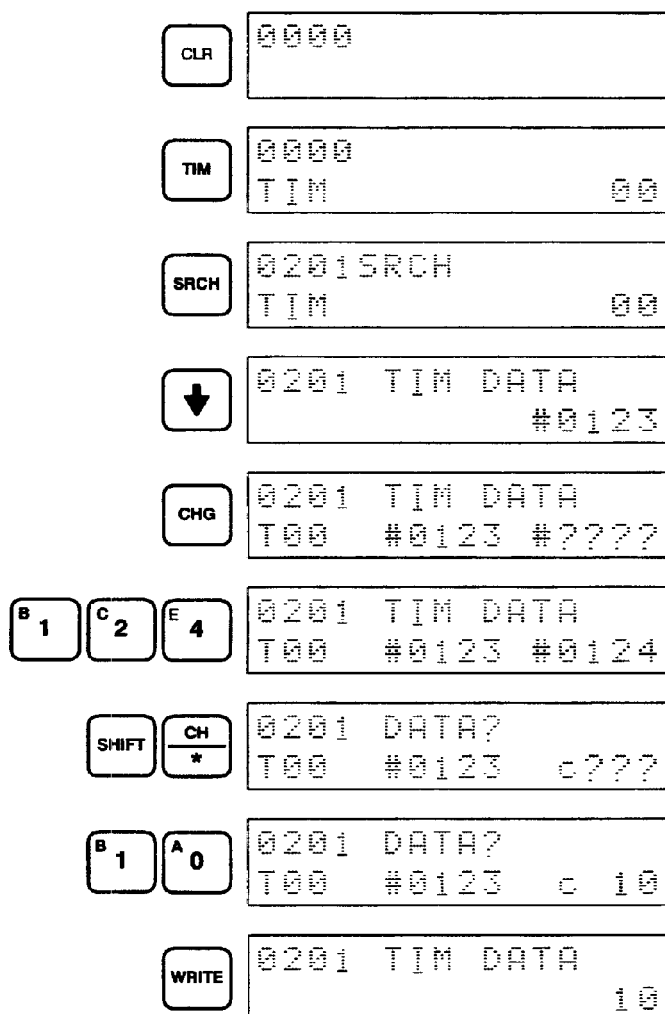 CLR
0000
TIM
0000
TIM 00
SRCH
0201SRCH
TIM 00
0201 TIM DATA
#0123
CHG
0201 TIM DATA
T00 #0123 #????
B 1 C 2 E 4
0201 TIM DATA
T00 #0123 #0124
SHIFT CH *
0201 DATA?
T00 #0123 c???
B 1 A 0
0201 DATA?
T00 #0123 c 10
WRITE
0201 TIM DATA
10